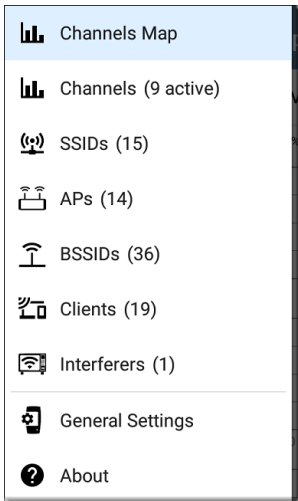 Channels Map
Channels (9 active)
SSIDs (15)
APs (14)
BSSIDs (36)
Clients (19)
Interferers (1)
General Settings
About